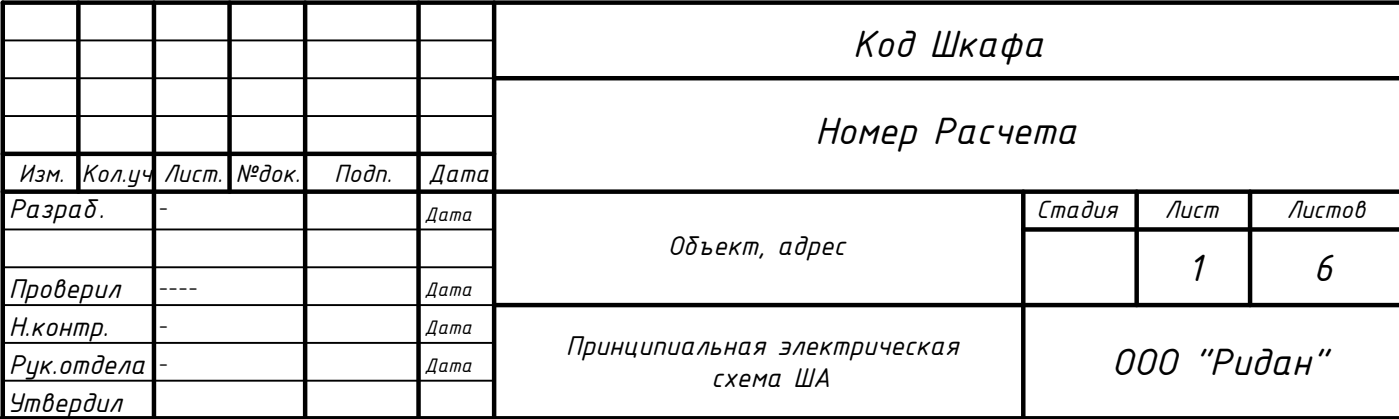 Код Шкафа
Номер Расчета
Изм. Кол.уч Лист. №док. Подп. Дата
Разраб. - Дата
Объект, адрес
Стадия Лист Листов
1 6
Проверил ---- Дата
Н.контр. - Дата
Рук.отдела - Дата
Утвердил
Принципиальная электрическая
схема ША
ООО "Ридан"